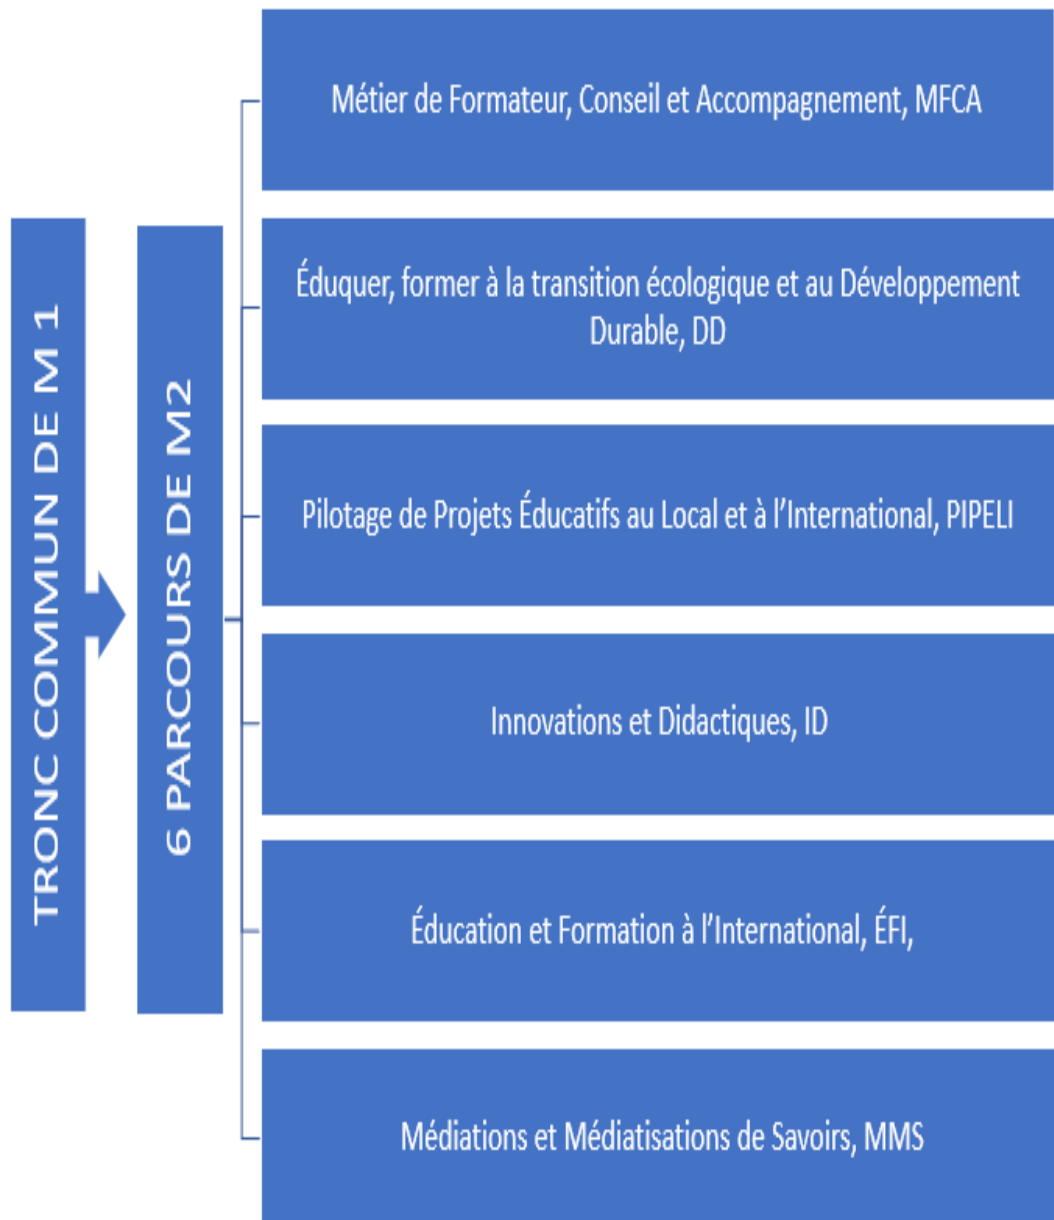 TRONC COMMUN DE M 1
6 PARCOURS DE M2
Métier de Formateur, Conseil et Accompagnement, MFCA
Éduquer, former à la transition écologique et au Développement
Durable, DD
Pilotage de Projets Éducatifs au Local et à l’International, PIPELI
Innovations et Didactiques, ID
Éducation et Formation à l’International, ÉFI,
Médiations et Médiatisations de Savoirs, MMS